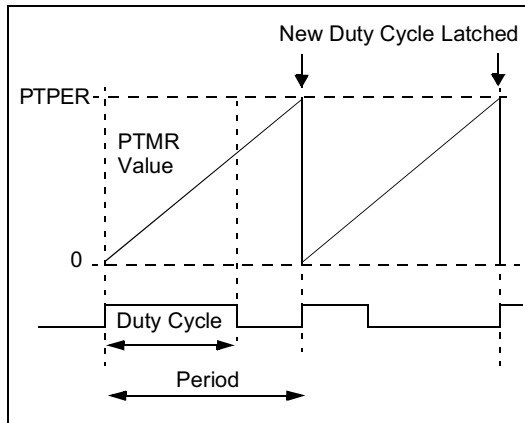 New Duty Cycle Latched
PTPER
PTMR
Value
0
Duty Cycle
Period